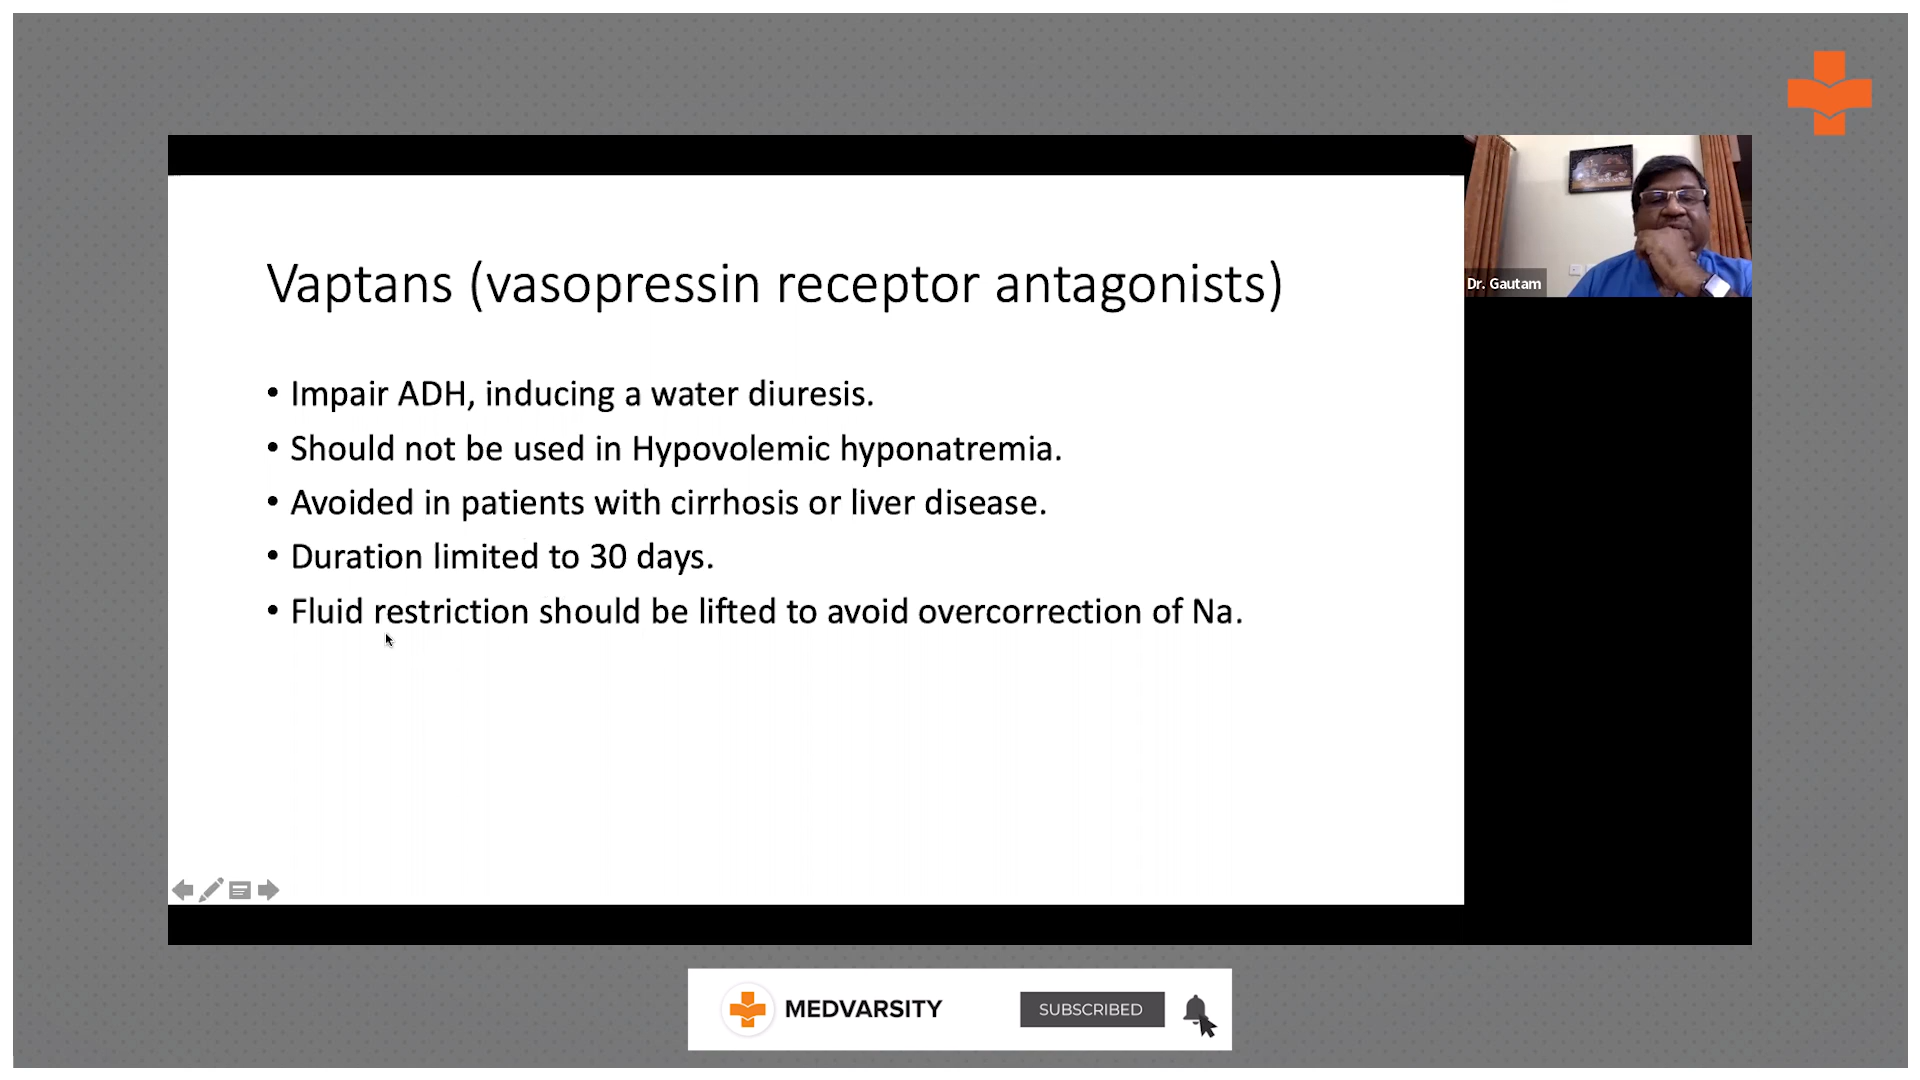 Dr. Gautam
Vaptans (vasopressin receptor antagonists)
• Impair ADH, inducing a water diuresis.
• Should not be used in Hypovolemic hyponatremia.
• Avoided in patients with cirrhosis or liver disease.
• Duration limited to 30 days.
• Fluid restriction should be lifted to avoid overcorrection of Na.
MEDVARSITY
SUBSCRIBED